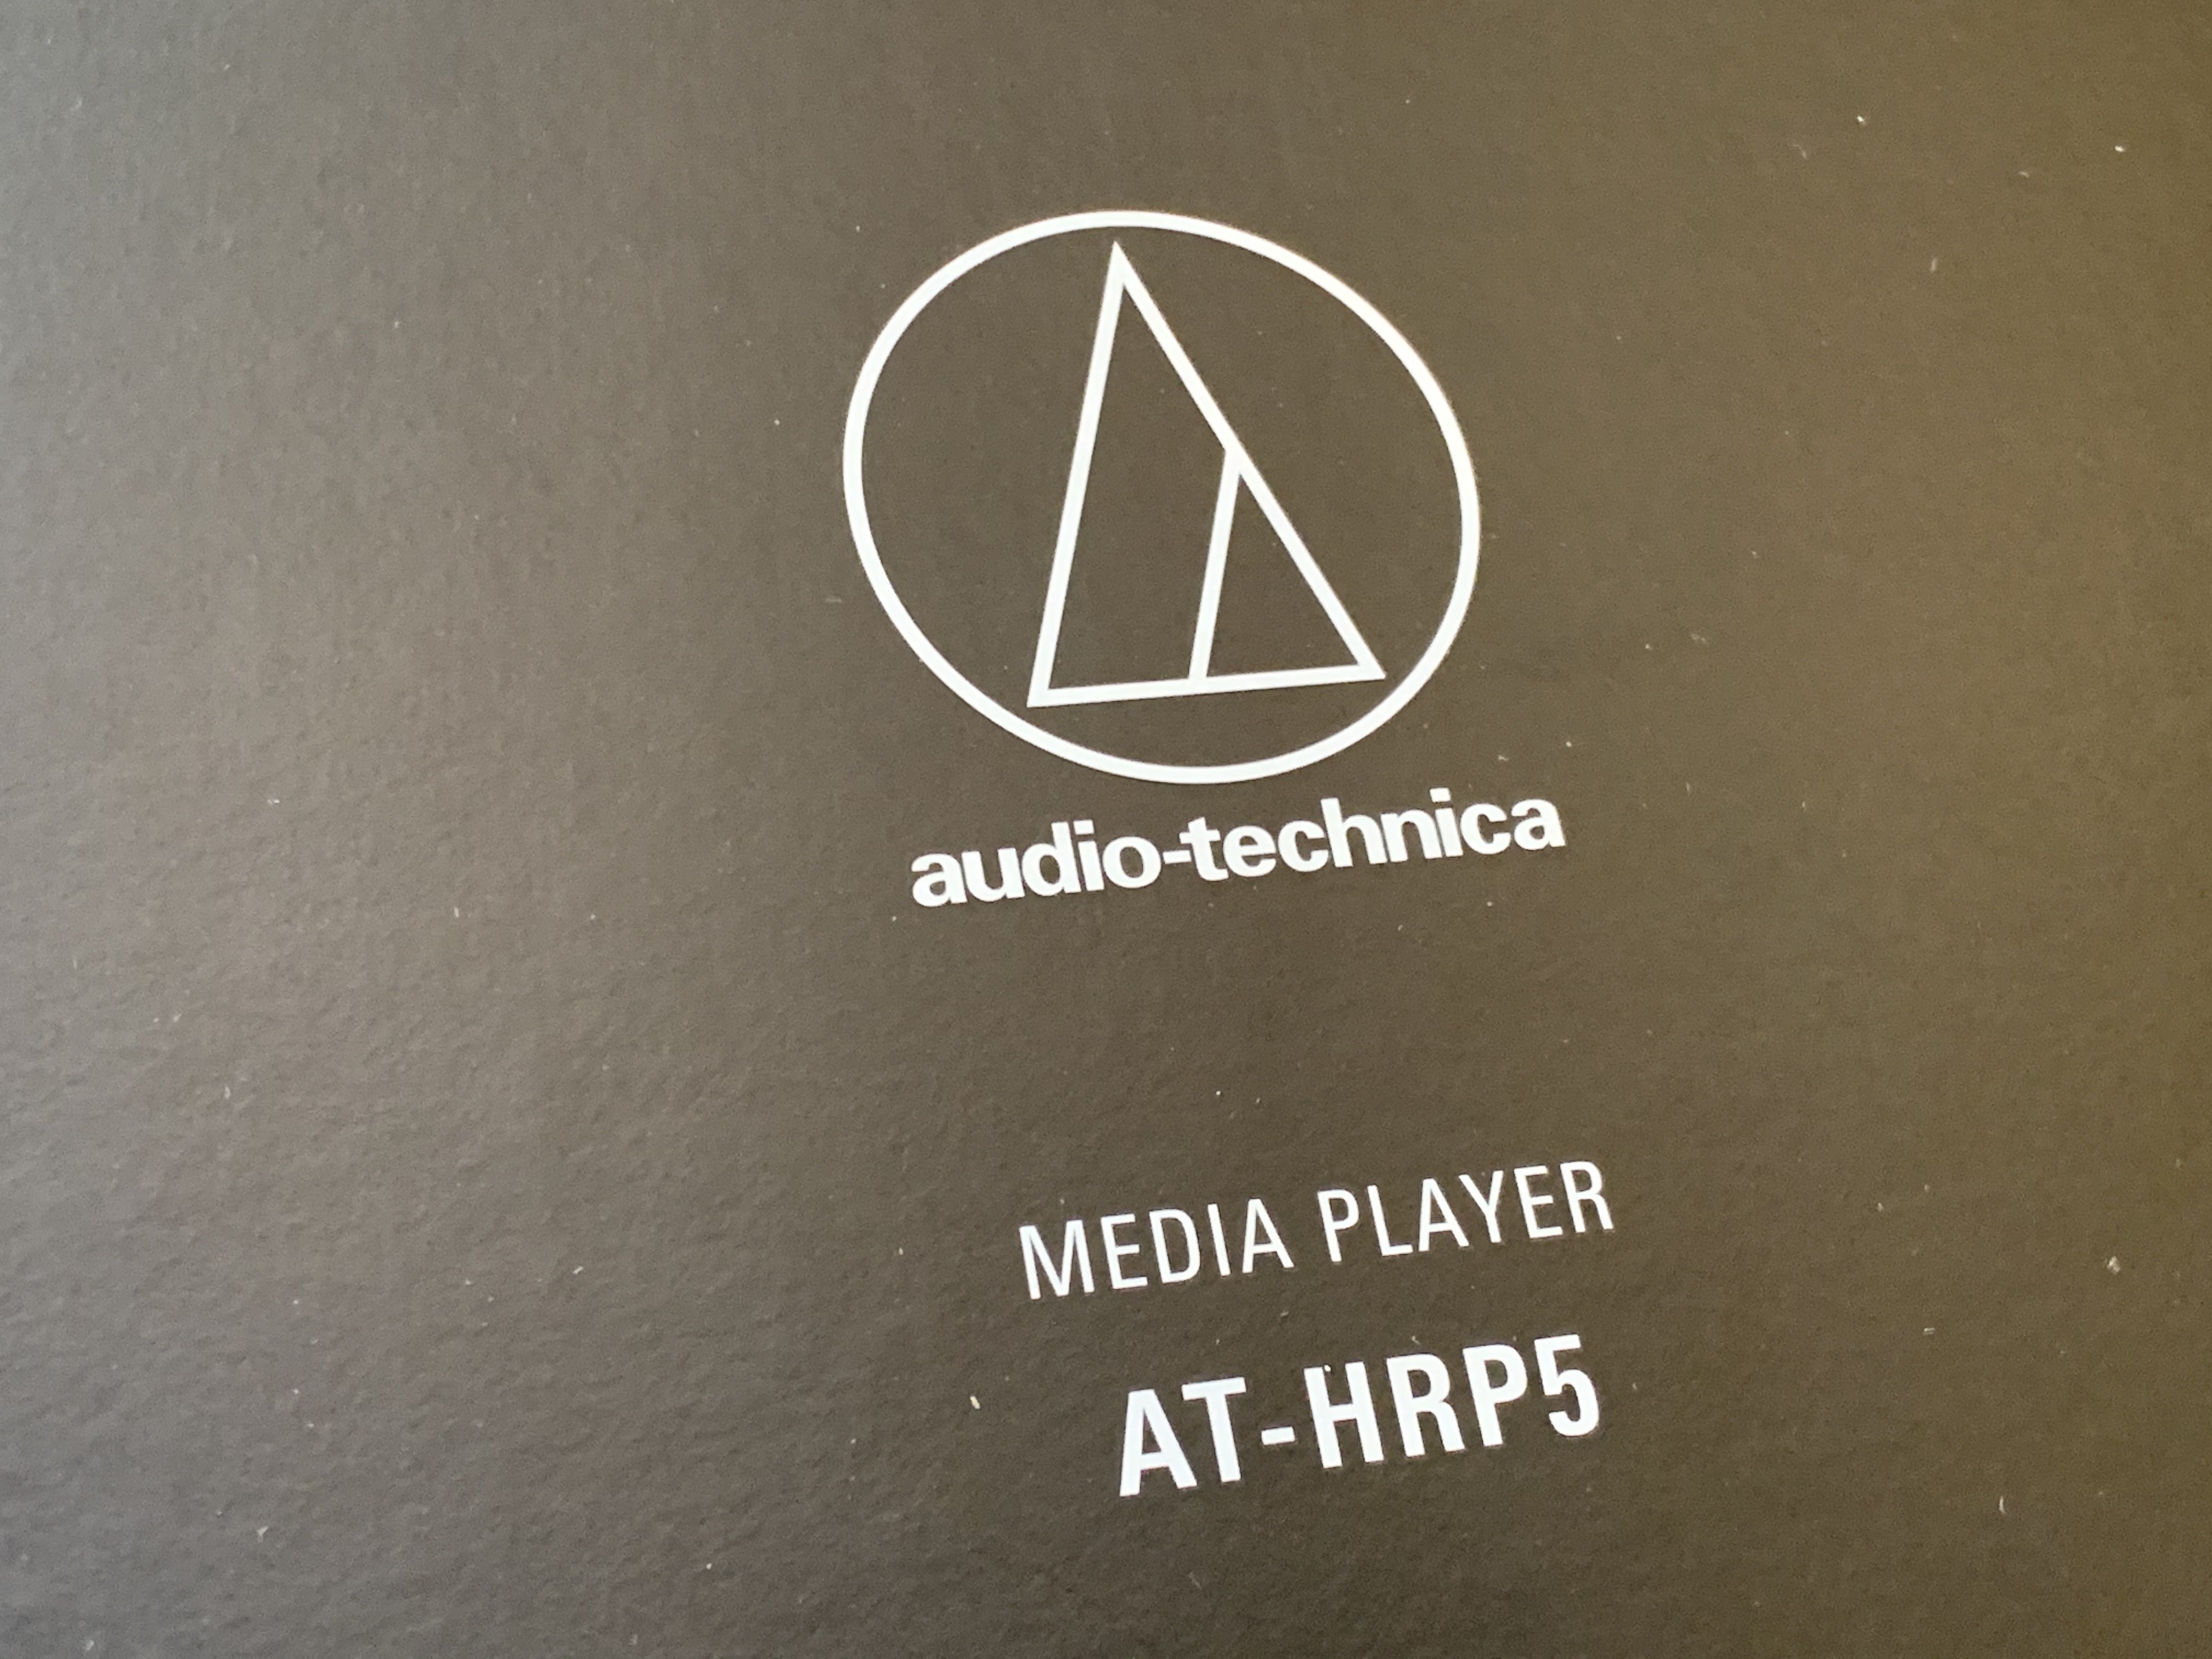 audio-technica
MEDIA PLAYER
AT-HRP5